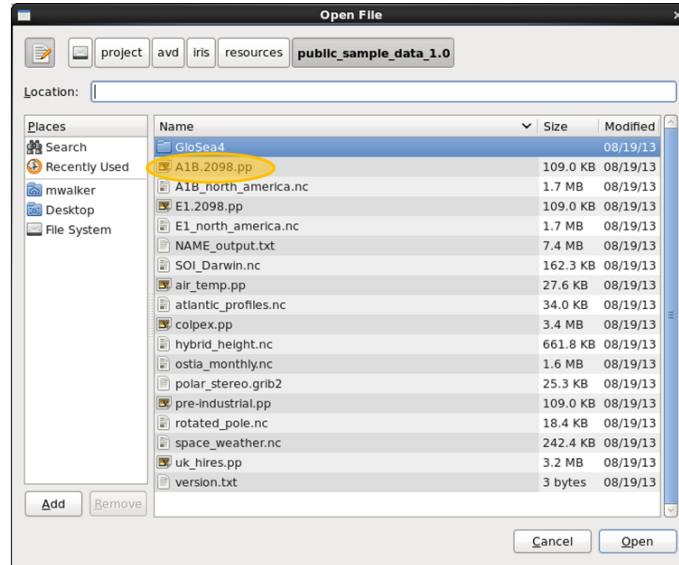 Open File
project avd iris resources public_sample_data_1.0
Location:
Places Name Size Modified
Search GloSea4 08/19/13
Recently Used A1B.2098.pp 109.0 KB 08/19/13
mwalker A1B_north_america.nc 1.7 MB 08/19/13
Desktop E1.2098.pp 109.0 KB 08/19/13
File System E1_north_america.nc 1.7 MB 08/19/13
NAME_output.txt 7.4 MB 08/19/13
SOI_Darwin.nc 162.3 KB 08/19/13
air_temp.pp 27.6 KB 08/19/13
atlantic_profiles.nc 34.0 KB 08/19/13
colpex.pp 3.4 MB 08/19/13
hybrid_height.nc 661.8 KB 08/19/13
ostia_monthly.nc 1.6 MB 08/19/13
polar_stereo.grib2 25.3 KB 08/19/13
pre-industrial.pp 109.0 KB 08/19/13
rotated_pole.nc 18.4 KB 08/19/13
space_weather.nc 242.4 KB 08/19/13
uk_hires.pp 3.2 MB 08/19/13
version.txt 3 bytes 08/19/13
Add Remove
Cancel Open